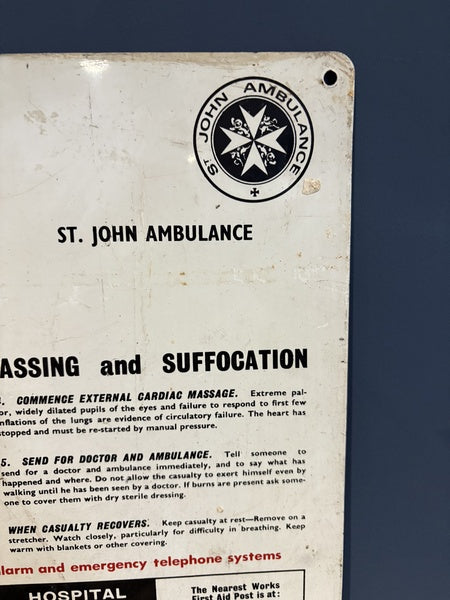 ST JOHN AMBULANCE
ST. JOHN AMBULANCE
ASSING and SUFFOCATION
. COMMENCE EXTERNAL CARDIAC MASSAGE. Extreme pal-
or, widely dilated pupils of the eyes and failure to respond to first few
nflations of the lungs are evidence of circulatory failure. The heart has
stopped and must be re-started by manual pressure.
5. SEND FOR DOCTOR AND AMBULANCE. Tell someone to
send for a doctor and ambulance immediately, and to say what has
happened and where. Do not allow the casualty to exert himself even by
walking until he has been seen by a doctor. If burns are present ask some-
one to cover them with dry sterile dressing.
WHEN CASUALTY RECOVERS. Keep casualty at rest—Remove on a
stretcher. Watch closely, particularly for difficulty in breathing. Keep
warm with blankets or other covering.
larm and emergency telephone systems
HOSPITAL
The Nearest Works
First Aid Post is at: